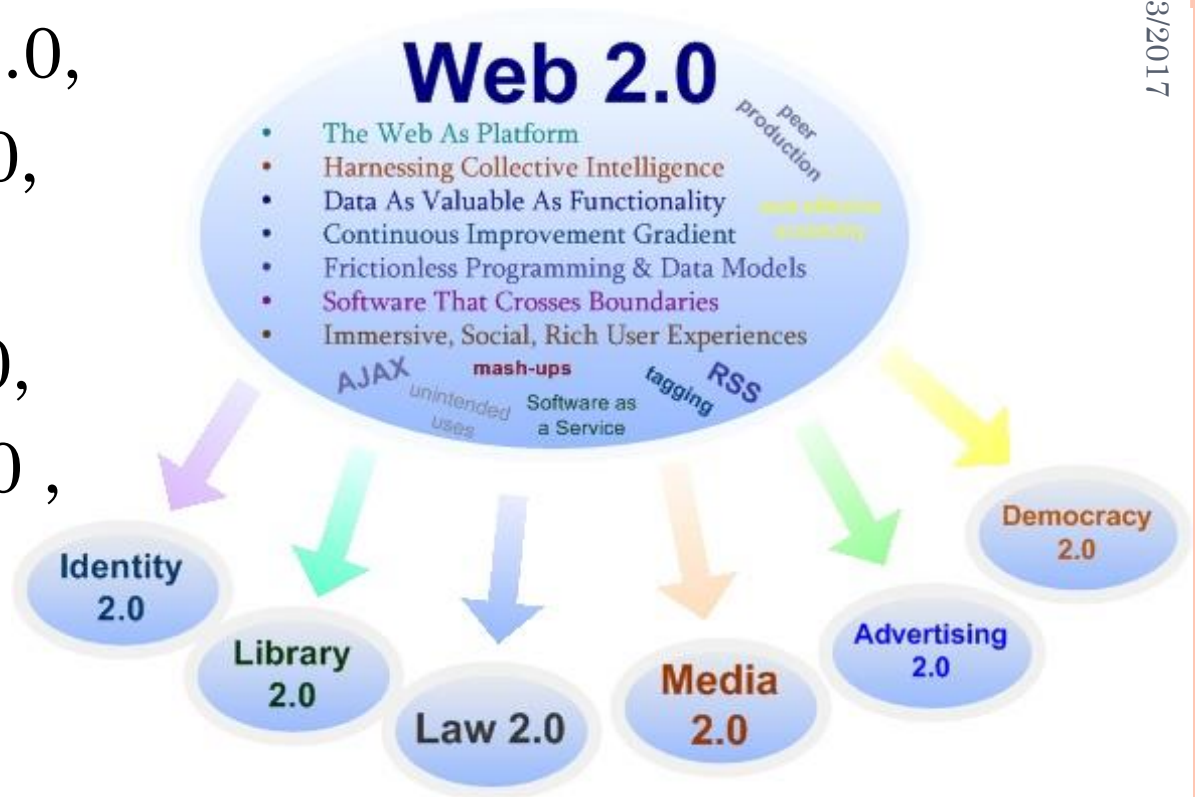 .0,
0,
0,
0 ,
3/2017
Web 2.0
peer
production
• The Web As Platform
• Harnessing Collective Intelligence
• Data As Valuable As Functionality
• Continuous Improvement Gradient
• Frictionless Programming & Data Models
• Software That Crosses Boundaries
• Immersive, Social, Rich User Experiences
AJAX
mash-ups
unintended
uses
Software as
a Service
tagging
RSS
Identity
2.0
Library
2.0
Law 2.0
Media
2.0
Advertising
2.0
Democracy
2.0